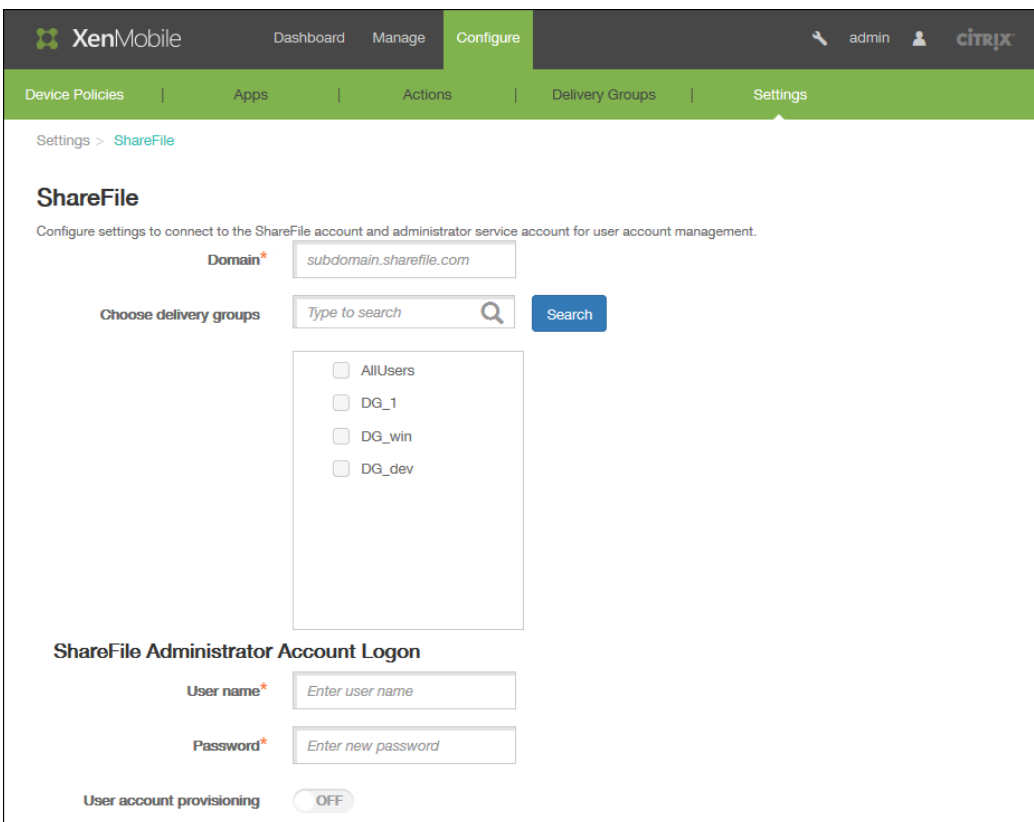 XenMobile Dashboard Manage Configure admin CITRIX
Device Policies | Apps | Actions | Delivery Groups | Settings
Settings > ShareFile
ShareFile
Configure settings to connect to the ShareFile account and administrator service account for user account management.
Domain* subdomain.sharefile.com
Choose delivery groups Type to search Search
AllUsers
DG_1
DG_win
DG_dev
ShareFile Administrator Account Logon
User name* Enter user name
Password* Enter new password
User account provisioning OFF